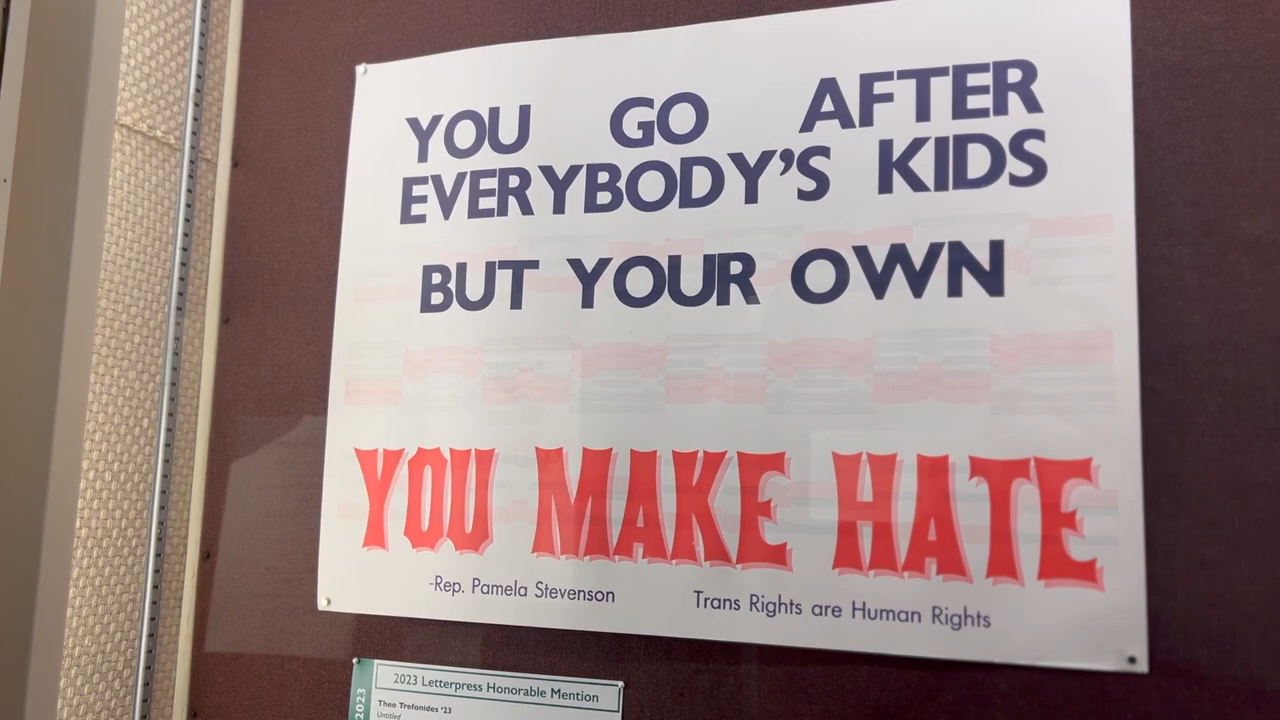 YOU GO AFTER
EVERYBODY'S KIDS
BUT YOUR OWN
YOU MAKE HATE
-Rep. Pamela Stevenson
Trans Rights are Human Rights
2023
2023 Letterpress Honorable Mention
Theo Trefonides '23
Untitled